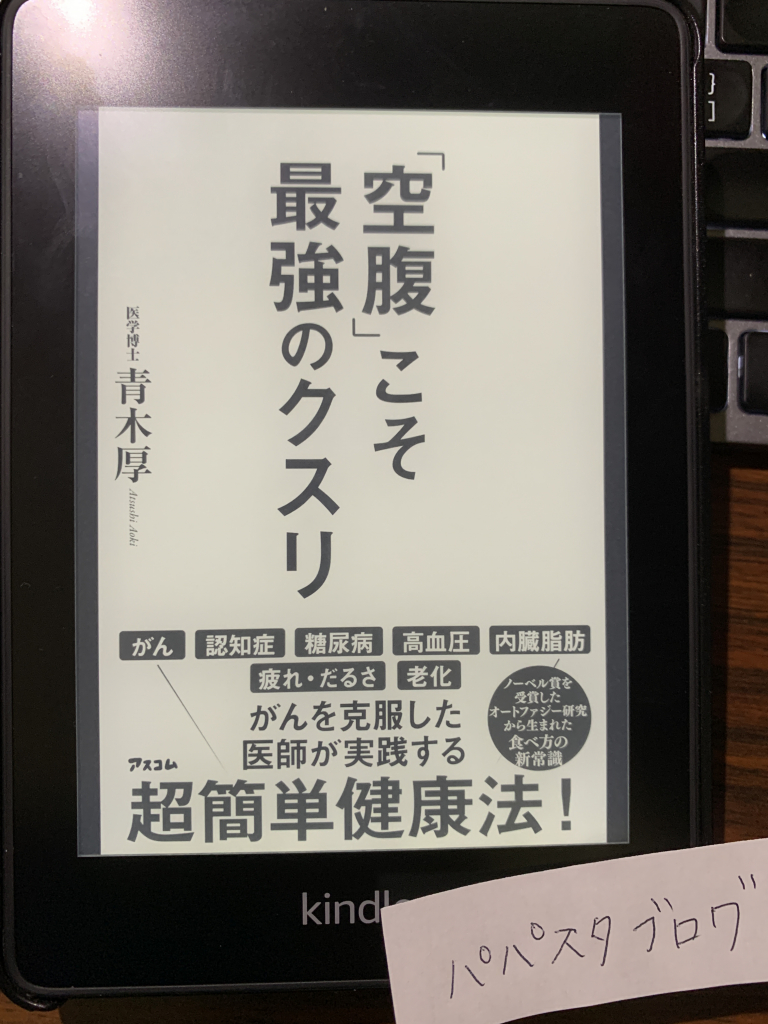 「空腹」こそ
最強のクスリ
医学博士 青木厚 Atsushi Aoki
がん 認知症 糖尿病 高血圧 内臓脂肪
疲れ・だるさ 老化
がんを克服した
医師が実践する
超簡単健康法!
ノーベル賞を
受賞した
オートファジー研究
から生まれた
食べ方の
新常識
アスコム
kindle
パパスタブログ
}
]